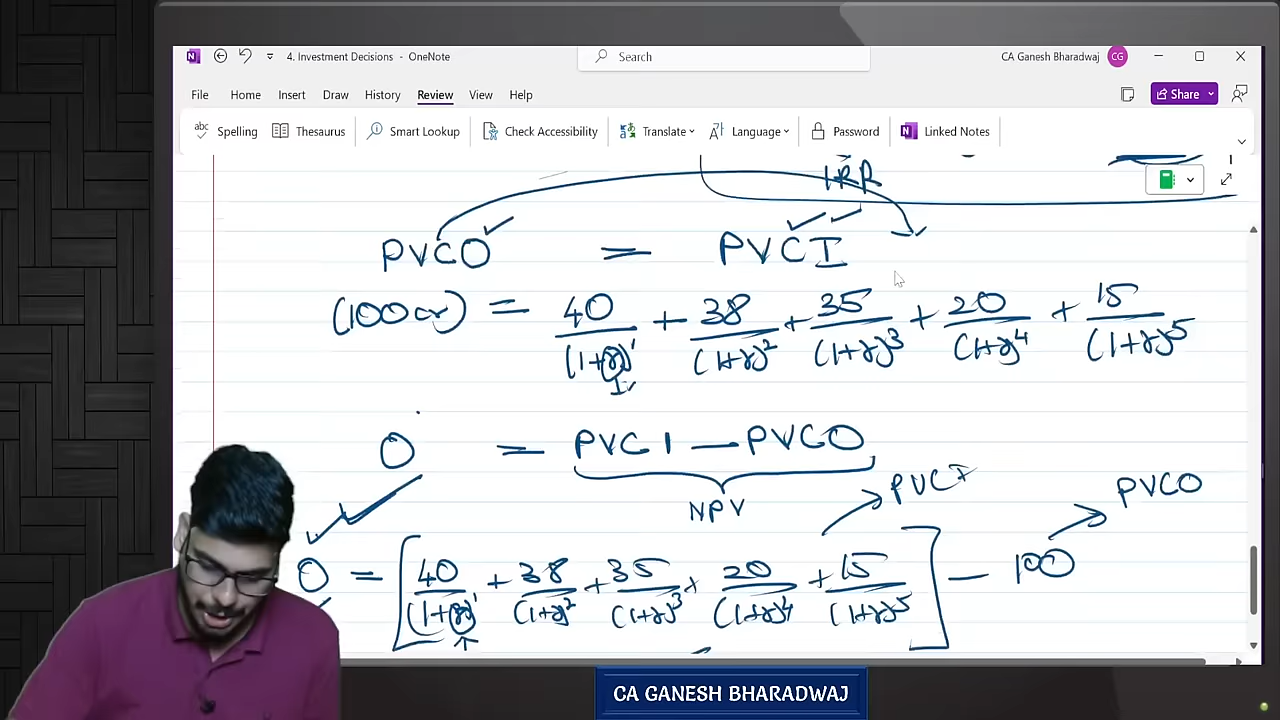 4. Investment Decisions - OneNote
Search
CA Ganesh Bharadwaj
CG
File Home Insert Draw History Review View Help
Share
abc Spelling Thesaurus Smart Lookup Check Accessibility Translate Language Password Linked Notes
IRR
PVCO = PVCI
(100cr) = 40/(1+r)^1 + 38/(1+r)^2 + 35/(1+r)^3 + 20/(1+r)^4 + 15/(1+r)^5
0 = PVCI - PVCO
NPV
PVCI
PVCO
0 = [40/(1+r)^1 + 38/(1+r)^2 + 35/(1+r)^3 + 20/(1+r)^4 + 15/(1+r)^5] - 100
CA GANESH BHARADWAJ